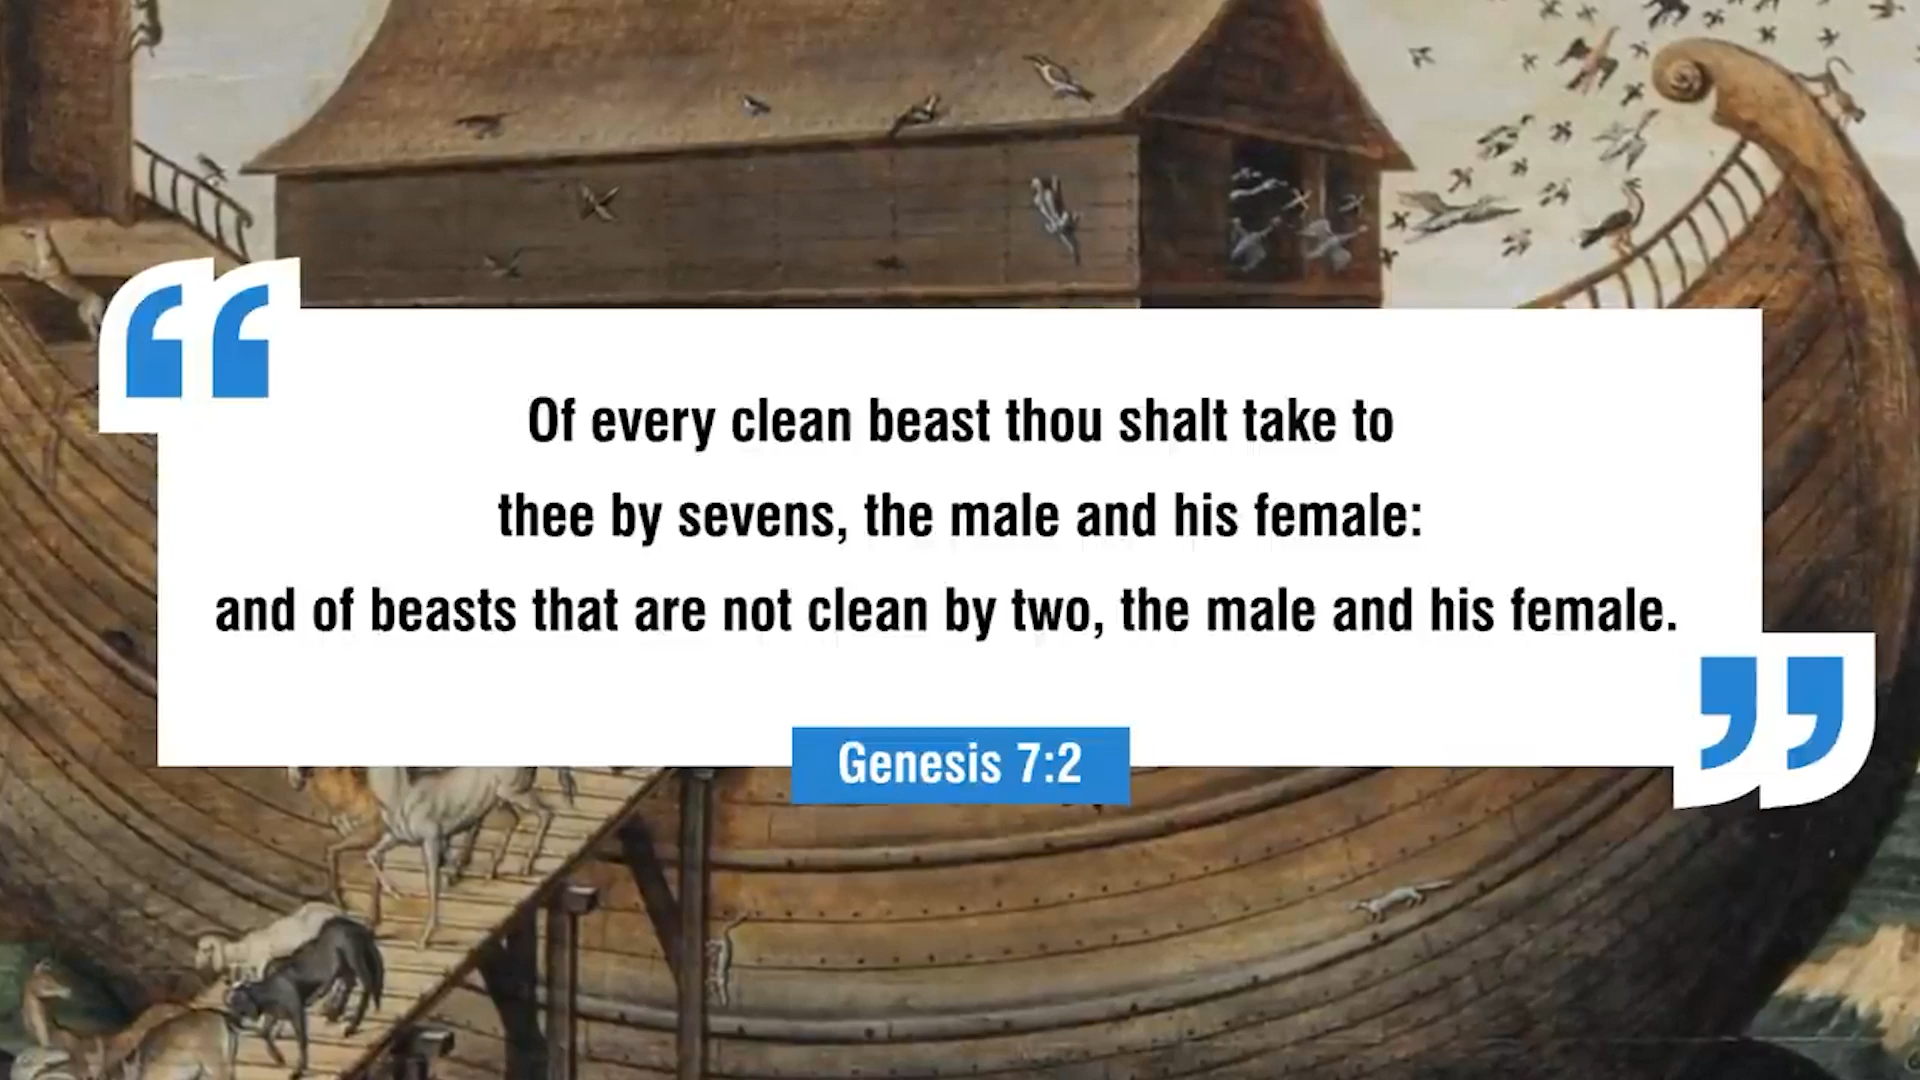 “
Of every clean beast thou shalt take to
thee by sevens, the male and his female:
and of beasts that are not clean by two, the male and his female.
”
Genesis 7:2